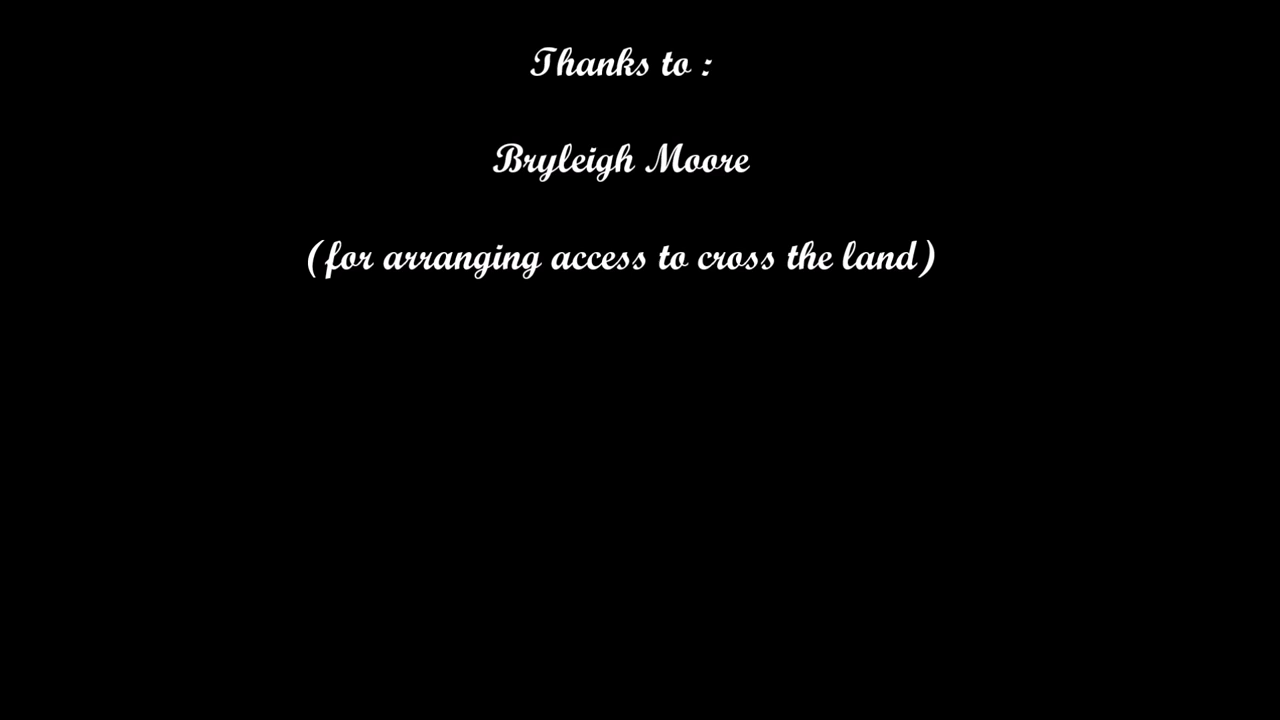 Thanks to :
Bryleigh Moore
(for arranging access to cross the land)